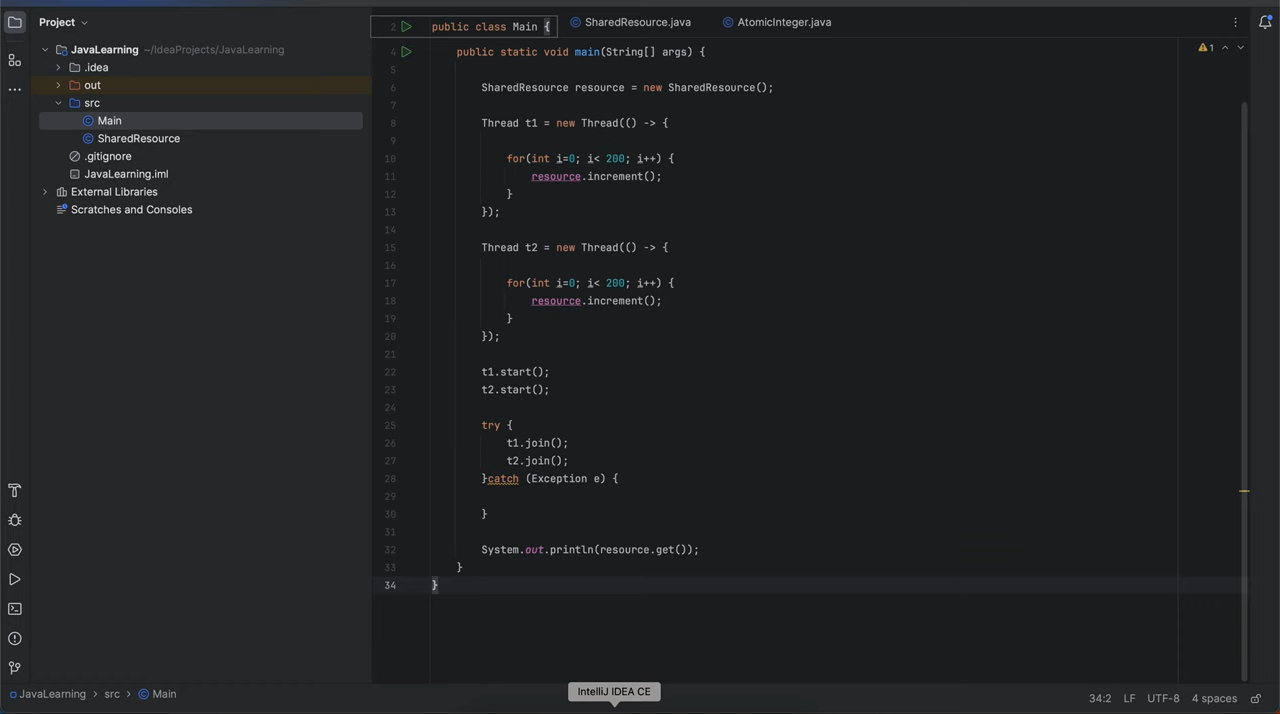 Project
JavaLearning ~/IdeaProjects/JavaLearning
.idea
out
src
Main
SharedResource
.gitignore
JavaLearning.iml
External Libraries
Scratches and Consoles
SharedResource.java
AtomicInteger.java
1
2 public class Main {
4 public static void main(String[] args) {
5
6 SharedResource resource = new SharedResource();
7
8 Thread t1 = new Thread(() -> {
9
10 for(int i=0; i< 200; i++) {
11 resource.increment();
12 }
13 });
14
15 Thread t2 = new Thread(() -> {
16
17 for(int i=0; i< 200; i++) {
18 resource.increment();
19 }
20 });
21
22 t1.start();
23 t2.start();
24
25 try {
26 t1.join();
27 t2.join();
28 }catch (Exception e) {
29
30 }
31
32 System.out.println(resource.get());
33 }
34 }
IntelliJ IDEA CE
JavaLearning > src > Main
34:2 LF UTF-8 4 spaces